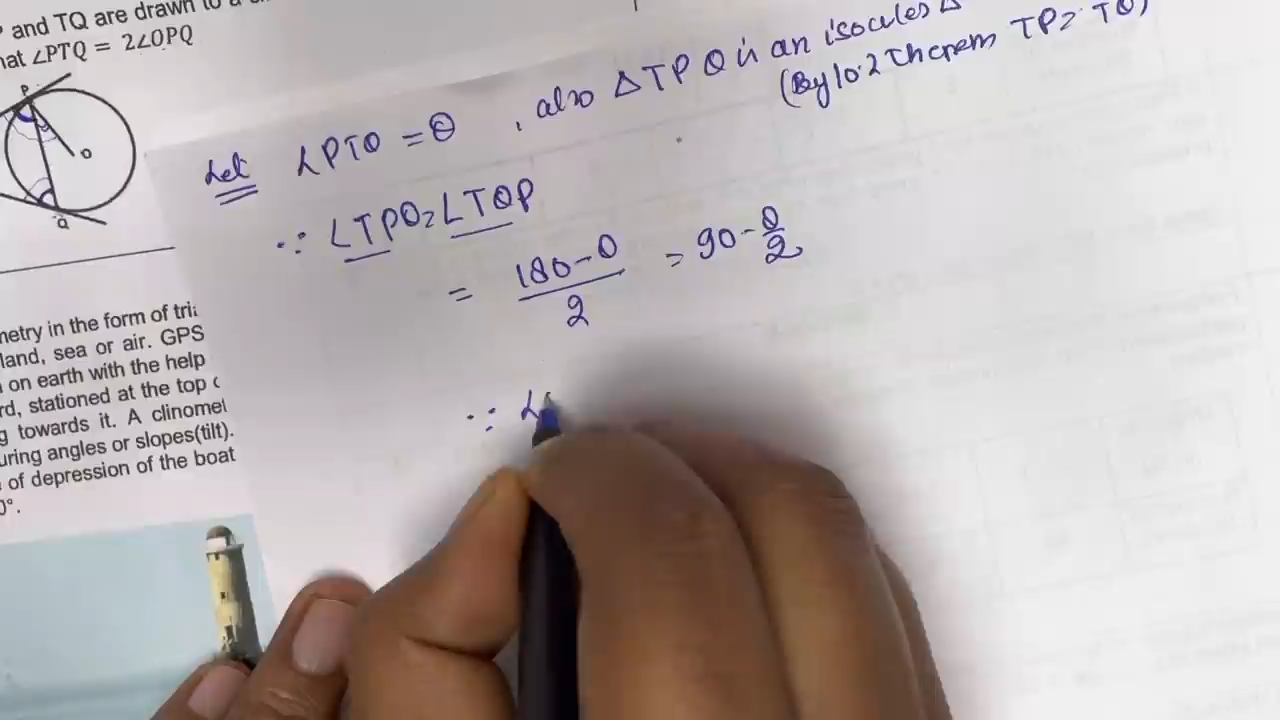 and TQ are drawn to a
hat ∠PTQ = 2∠OPQ
P
O
Q
Let ∠PTQ = θ , also △TPQ is an isoceles △
(By 10.2 Therem TP = TQ)
∵ ∠TPQ = ∠TQP
= 180-θ / 2 = 90 - θ/2
∵ ∠
metry in the form of tri
land, sea or air. GPS
on earth with the help
rd, stationed at the top
g towards it. A clinomet
uring angles or slopes(tilt).
of depression of the boat
0°.